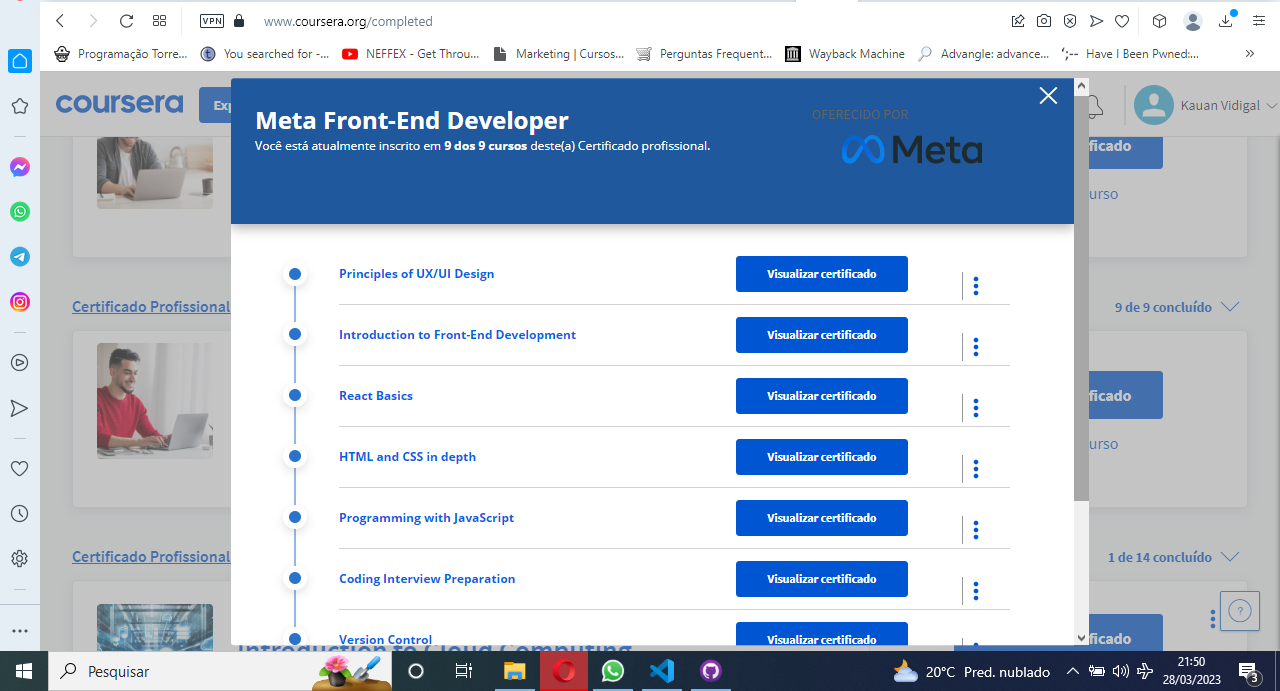 VPN
www.coursera.org/completed
Programação Torre...
You searched for -...
NEFFEX - Get Throu...
Marketing | Cursos...
Perguntas Frequent...
Wayback Machine
Advangle: advance...
Have I Been Pwned:...
»
coursera
Exp
Kauan Vidigal
Meta Front-End Developer
Você está atualmente inscrito em 9 dos 9 cursos deste(a) Certificado profissional.
OFERECIDO POR
Meta
ficado
urso
Principles of UX/UI Design
Visualizar certificado
Certificado Profissional
9 de 9 concluído
Introduction to Front-End Development
Visualizar certificado
React Basics
Visualizar certificado
ficado
urso
HTML and CSS in depth
Visualizar certificado
Programming with JavaScript
Visualizar certificado
Certificado Profissional
1 de 14 concluído
Coding Interview Preparation
Visualizar certificado
?
Version Control
Visualizar certificado
ficado
Introduction to Cloud Computing
Pesquisar
20°C Pred. nublado
21:50
28/03/2023
3